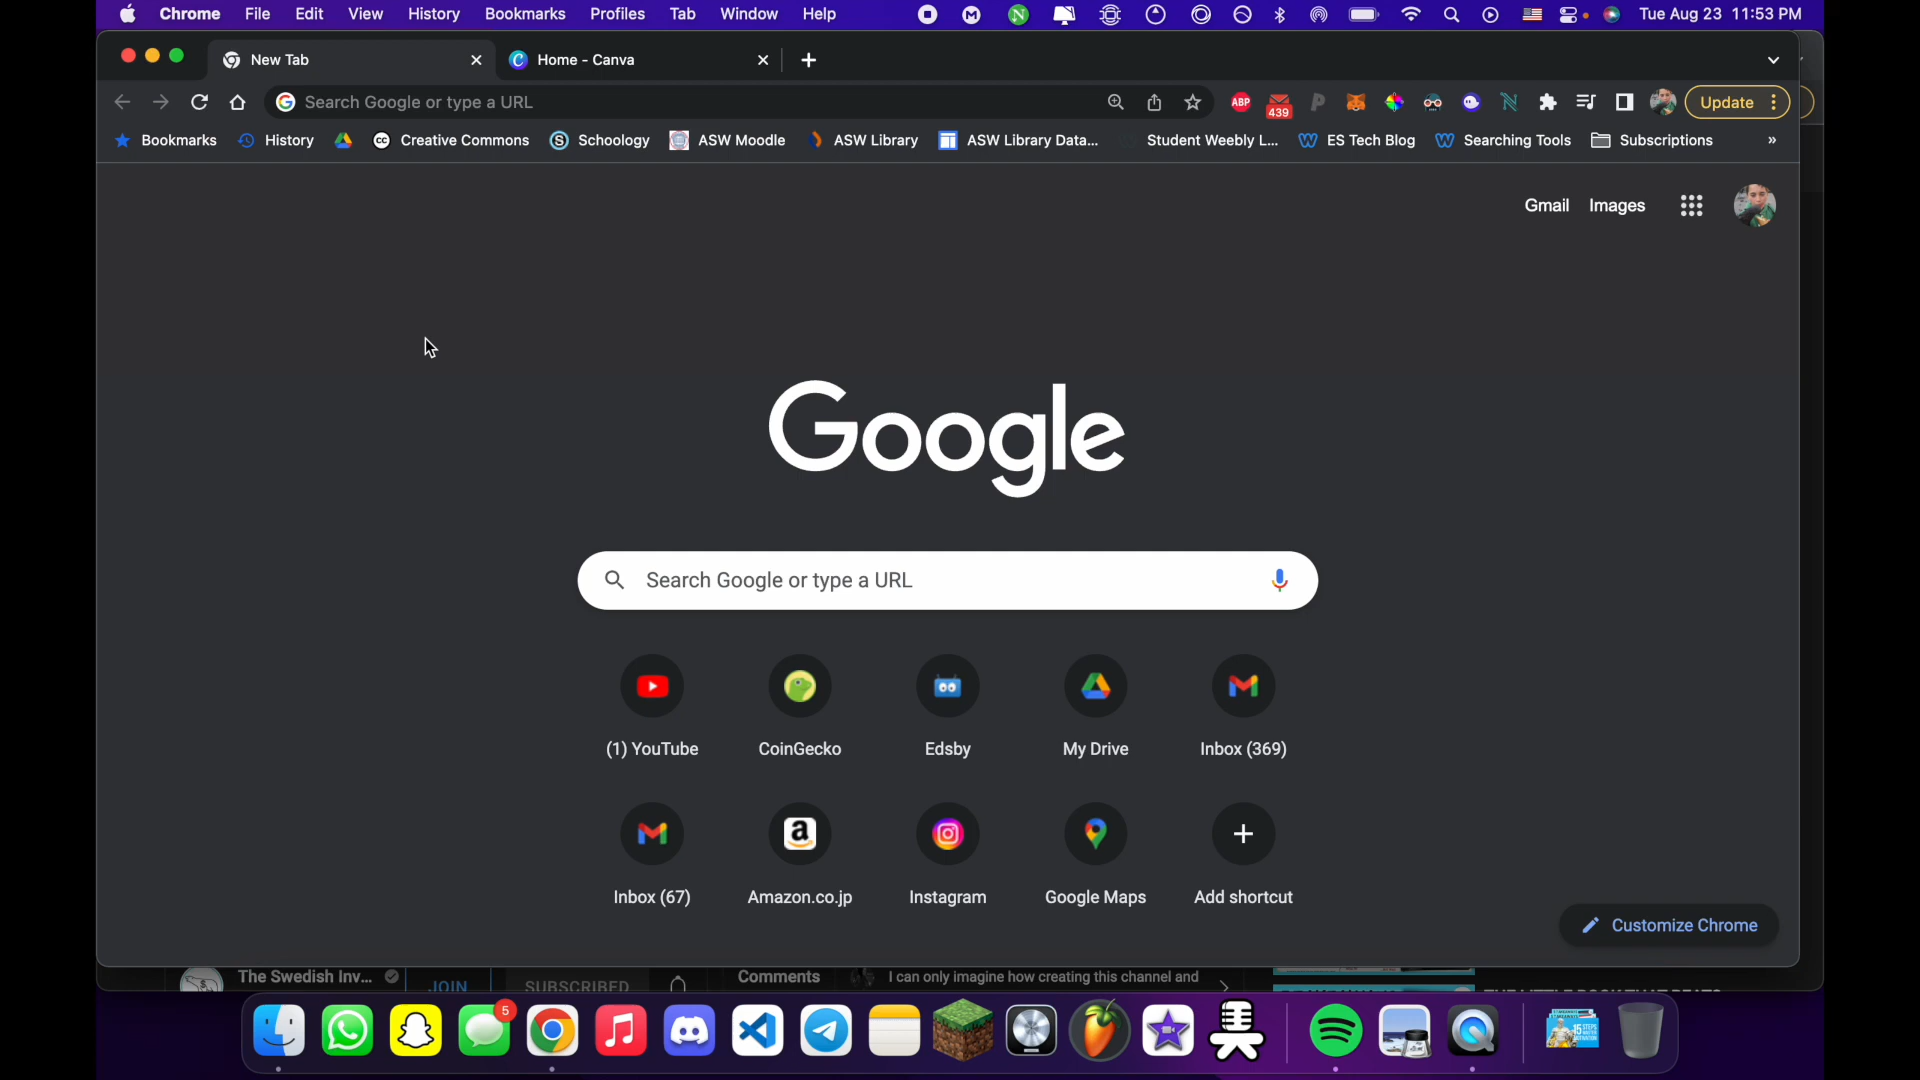 Chrome File Edit View History Bookmarks Profiles Tab Window Help Tue Aug 23 11:53 PM
New Tab Home - Canva
Search Google or type a URL ABP 439 Update
Bookmarks History Creative Commons Schoology ASW Moodle ASW Library ASW Library Data... Student Weekly L... ES Tech Blog Searching Tools Subscriptions »
Gmail Images
Google
Search Google or type a URL
(1) YouTube CoinGecko Edsby My Drive Inbox (369)
Inbox (67) Amazon.co.jp Instagram Google Maps Add shortcut
Customize Chrome
The Swedish Inv... JOIN SUBSCRIBED Comments I can only imagine how creating this channel and
5